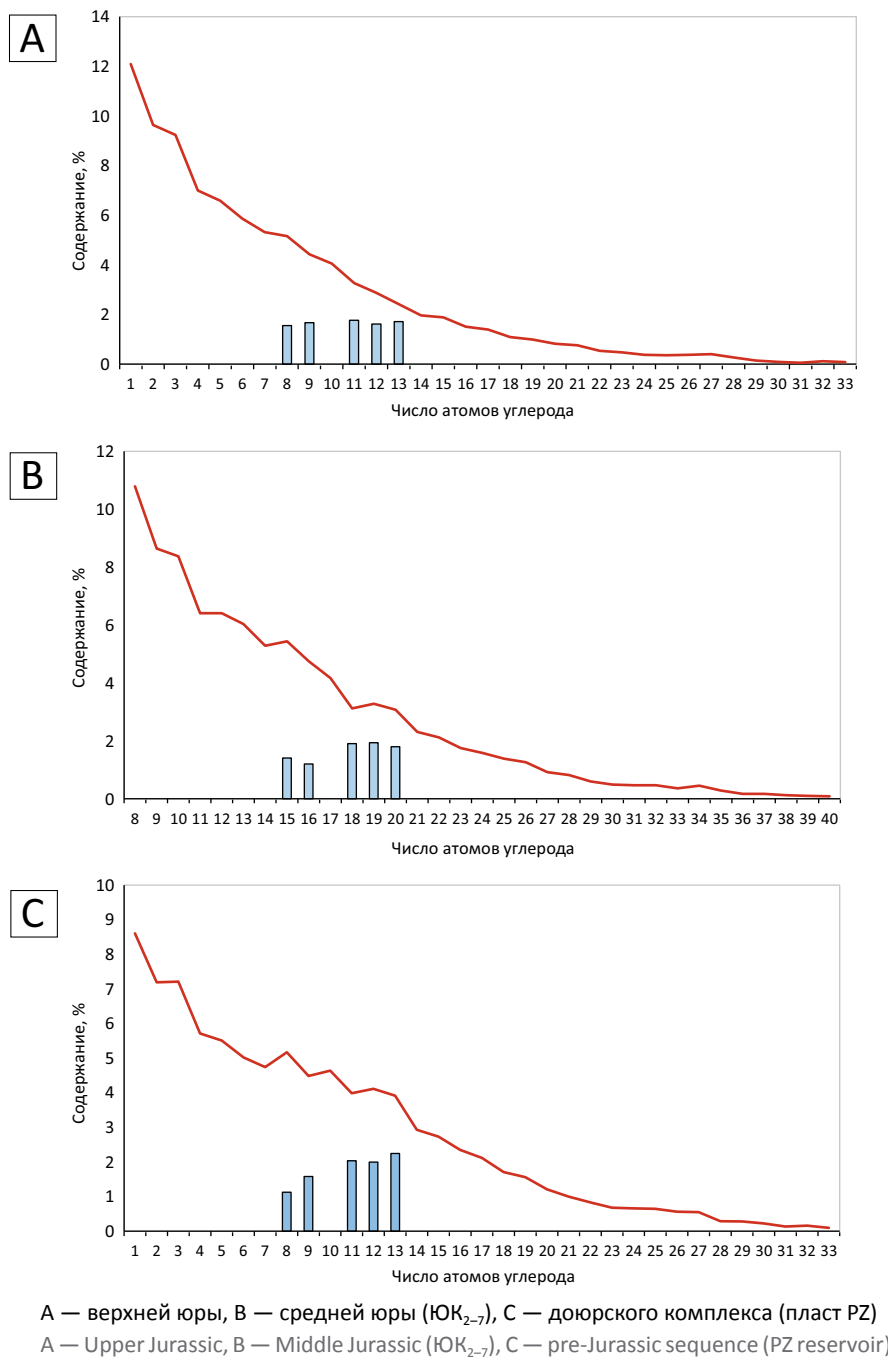 A
14
12
10
8
6
4
2
0
Содержание, %
1 2 3 4 5 6 7 8 9 10 11 12 13 14 15 16 17 18 19 20 21 22 23 24 25 26 27 28 29 30 31 32 33
Число атомов углерода
B
12
10
8
6
4
2
0
Содержание, %
8 9 10 11 12 13 14 15 16 17 18 19 20 21 22 23 24 25 26 27 28 29 30 31 32 33 34 35 36 37 38 39 40
Число атомов углерода
C
10
9
8
7
6
5
4
3
2
1
0
Содержание, %
1 2 3 4 5 6 7 8 9 10 11 12 13 14 15 16 17 18 19 20 21 22 23 24 25 26 27 28 29 30 31 32 33
Число атомов углерода
А — верхней юры, В — средней юры (ЮК₂₋₇), С — доюрского комплекса (пласт PZ)
A — Upper Jurassic, B — Middle Jurassic (ЮК₂₋₇), C — pre-Jurassic sequence (PZ reservoir)